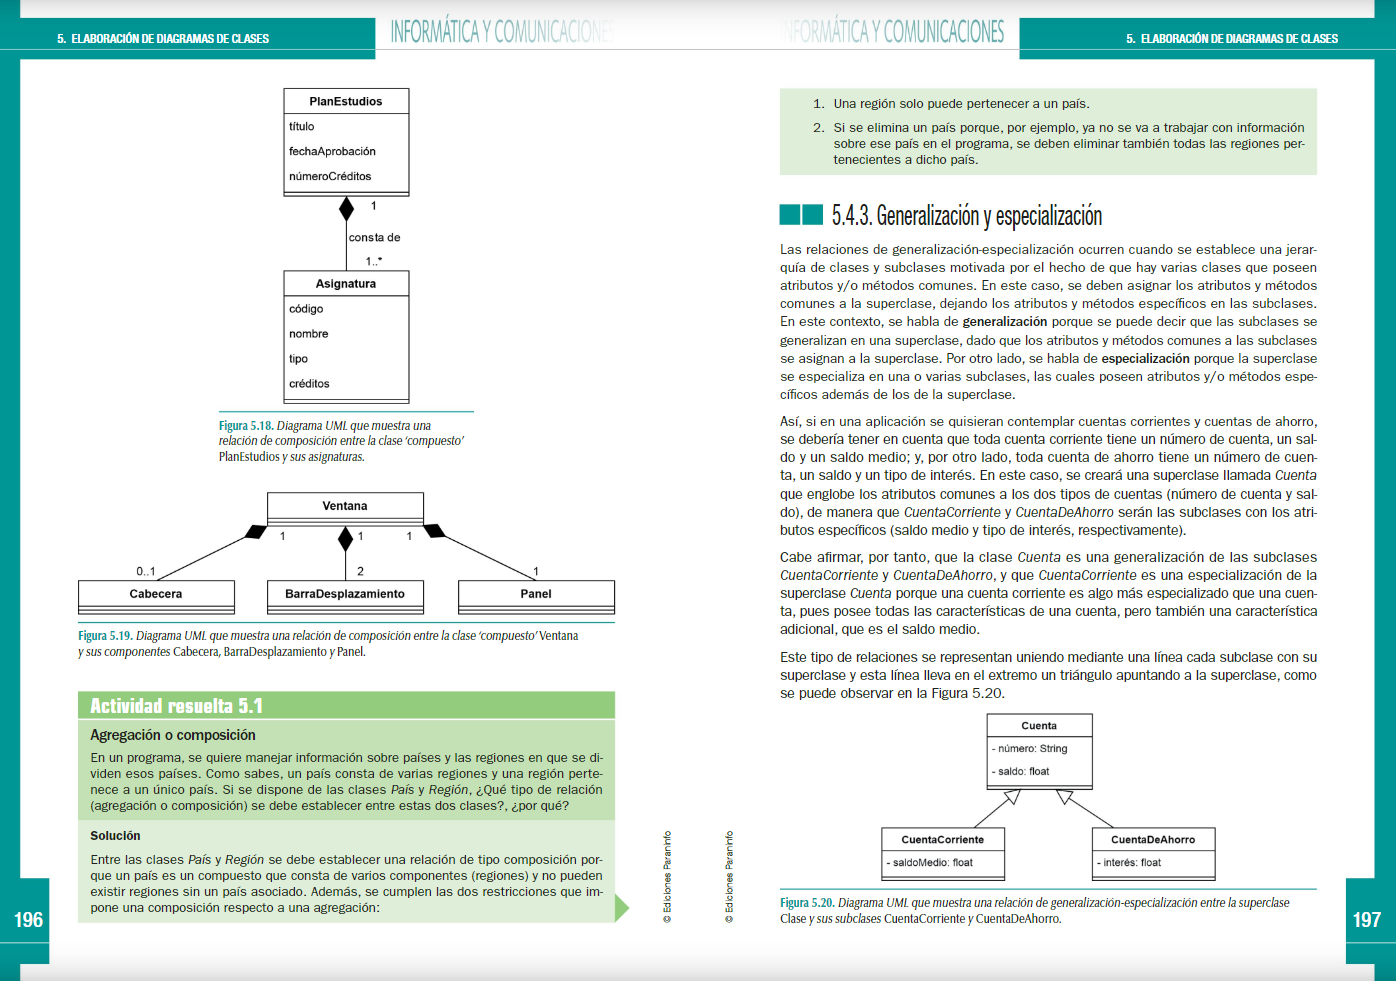 5. ELABORACIÓN DE DIAGRAMAS DE CLASES
INFORMÁTICA Y COMUNICACIONES
PlanEstudios
título
fechaAprobación
númeroCréditos
1
consta de
1..*
Asignatura
código
nombre
tipo
créditos
Figura 5.18. Diagrama UML que muestra una
relación de composición entre la clase ‘compuesto’
PlanEstudios y sus asignaturas.
Ventana
1 1 1
0..1 2 1
Cabecera BarraDesplazamiento Panel
Figura 5.19. Diagrama UML que muestra una relación de composición entre la clase ‘compuesto’ Ventana
y sus componentes Cabecera, BarraDesplazamiento y Panel.
Actividad resuelta 5.1
Agregación o composición
En un programa, se quiere manejar información sobre países y las regiones en que se di-
viden esos países. Como sabes, un país consta de varias regiones y una región perte-
nece a un único país. Si se dispone de las clases País y Región, ¿Qué tipo de relación
(agregación o composición) se debe establecer entre estas dos clases?, ¿por qué?
Solución
Entre las clases País y Región se debe establecer una relación de tipo composición por-
que un país es un compuesto que consta de varios componentes (regiones) y no pueden
existir regiones sin un país asociado. Además, se cumplen las dos restricciones que im-
pone una composición respecto a una agregación:
© Ediciones Paraninfo
196
INFORMÁTICA Y COMUNICACIONES
5. ELABORACIÓN DE DIAGRAMAS DE CLASES
1. Una región solo puede pertenecer a un país.
2. Si se elimina un país porque, por ejemplo, ya no se va a trabajar con información
sobre ese país en el programa, se deben eliminar también todas las regiones per-
tenecientes a dicho país.
5.4.3. Generalización y especialización
Las relaciones de generalización-especialización ocurren cuando se establece una jerar-
quía de clases y subclases motivada por el hecho de que hay varias clases que poseen
atributos y/o métodos comunes. En este caso, se deben asignar los atributos y métodos
comunes a la superclase, dejando los atributos y métodos específicos en las subclases.
En este contexto, se habla de generalización porque se puede decir que las subclases se
generalizan en una superclase, dado que los atributos y métodos comunes a las subclases
se asignan a la superclase. Por otro lado, se habla de especialización porque la superclase
se especializa en una o varias subclases, las cuales poseen atributos y/o métodos espe-
cíficos además de los de la superclase.
Así, si en una aplicación se quisieran contemplar cuentas corrientes y cuentas de ahorro,
se debería tener en cuenta que toda cuenta corriente tiene un número de cuenta, un sal-
do y un saldo medio; y, por otro lado, toda cuenta de ahorro tiene un número de cuen-
ta, un saldo y un tipo de interés. En este caso, se creará una superclase llamada Cuenta
que englobe los atributos comunes a los dos tipos de cuentas (número de cuenta y sal-
do), de manera que CuentaCorriente y CuentaDeAhorro serán las subclases con los atri-
butos específicos (saldo medio y tipo de interés, respectivamente).
Cabe afirmar, por tanto, que la clase Cuenta es una generalización de las subclases
CuentaCorriente y CuentaDeAhorro, y que CuentaCorriente es una especialización de la
superclase Cuenta porque una cuenta corriente es algo más especializado que una cuen-
ta, pues posee todas las características de una cuenta, pero también una característica
adicional, que es el saldo medio.
Este tipo de relaciones se representan uniendo mediante una línea cada subclase con su
superclase y esta línea lleva en el extremo un triángulo apuntando a la superclase, como
se puede observar en la Figura 5.20.
Cuenta
- número: String
- saldo: float
CuentaCorriente CuentaDeAhorro
- saldoMedio: float - interés: float
Figura 5.20. Diagrama UML que muestra una relación de generalización-especialización entre la superclase
Clase y sus subclases CuentaCorriente y CuentaDeAhorro.
© Ediciones Paraninfo
197